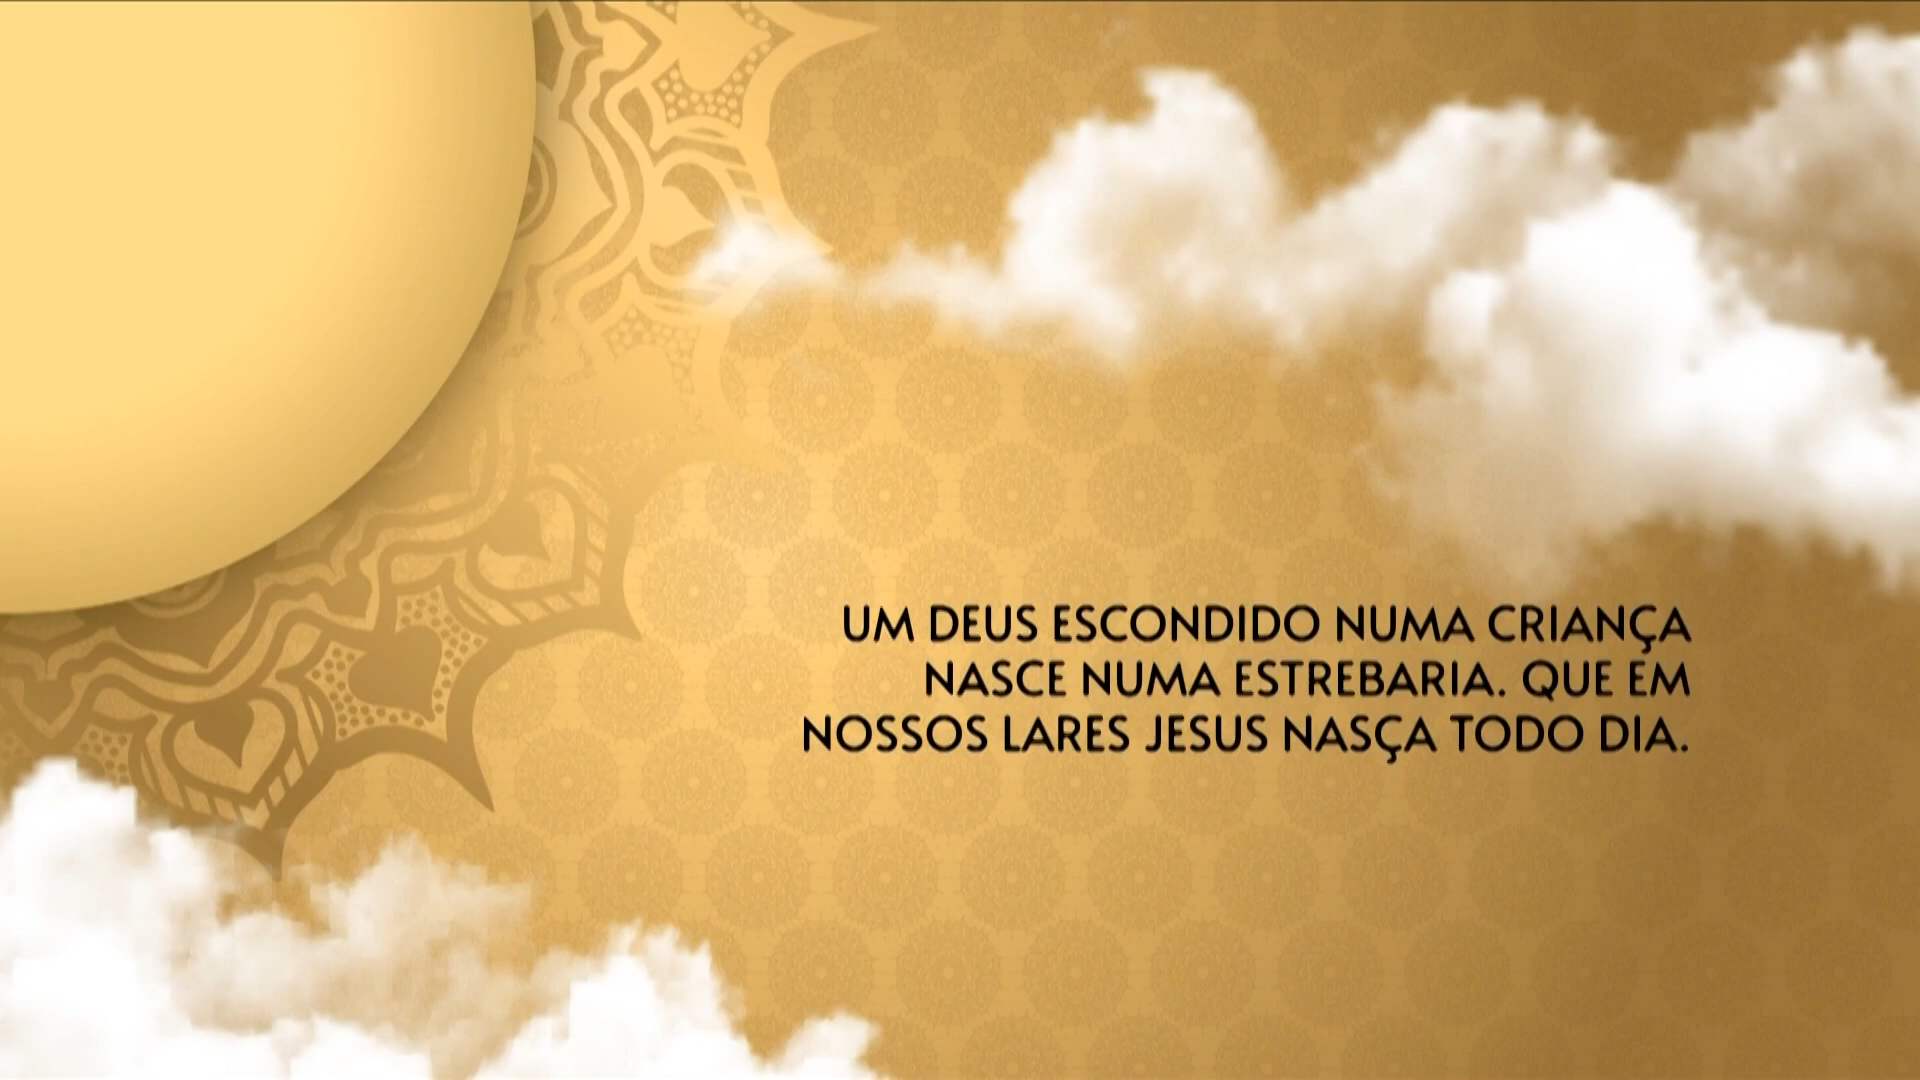 UM DEUS ESCONDIDO NUMA CRIANÇA
NASCE NUMA ESTREBARIA. QUE EM
NOSSOS LARES JESUS NASÇA TODO DIA.